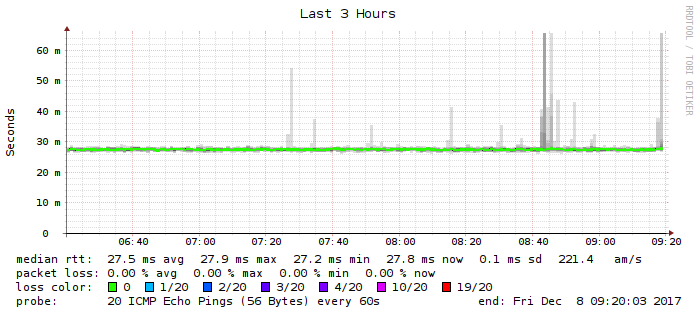 Last 3 Hours
RRDTOOL / TOBI OETIKER
Seconds
60 m
50 m
40 m
30 m
20 m
10 m
0
06:40 07:00 07:20 07:40 08:00 08:20 08:40 09:00 09:20
median rtt: 27.5 ms avg 27.9 ms max 27.2 ms min 27.8 ms now 0.1 ms sd 221.4 am/s
packet loss: 0.00 % avg 0.00 % max 0.00 % min 0.00 % now
loss color: 0 1/20 2/20 3/20 4/20 10/20 19/20
probe: 20 ICMP Echo Pings (56 Bytes) every 60s end: Fri Dec 8 09:20:03 2017